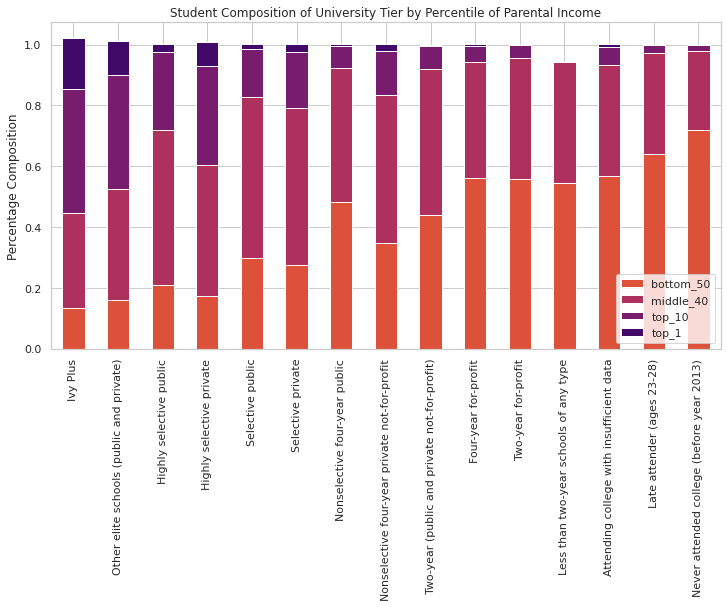 Student Composition of University Tier by Percentile of Parental Income
Percentage Composition
1.0
0.8
0.6
0.4
0.2
0.0
bottom_50
middle_40
top_10
top_1
Ivy Plus
Other elite schools (public and private)
Highly selective public
Highly selective private
Selective public
Selective private
Nonselective four-year public
Nonselective four-year private not-for-profit
Two-year (public and private not-for-profit)
Four-year for-profit
Two-year for-profit
Less than two-year schools of any type
Attending college with insufficient data
Late attender (ages 23-28)
Never attended college (before year 2013)